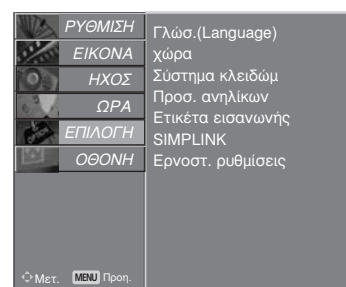 ΡΥΘΜΙΣΗ
ΕΙΚΟΝΑ
ΗΧΟΣ
ΩΡΑ
ΕΠΙΛΟΓΗ
ΟΘΟΝΗ
Μετ. MENU Προη.
Γλώσ.(Language)
χώρα
Σύστημα κλειδώμ
Προσ. ανηλίκων
Ετικέτα εισανωνής
SIMPLINK
Ερνοστ. ρυθμίσεις